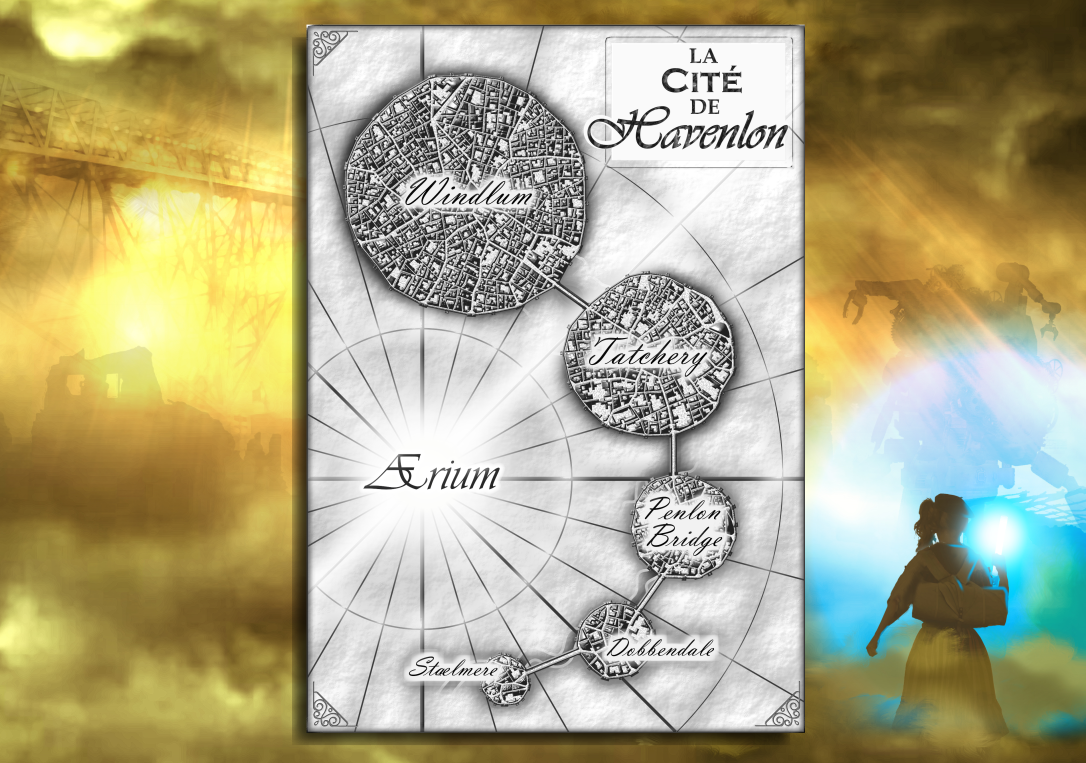 LA
CITÉ
DE
Havenlon
Windlum
Tatchery
Ærium
Penlon
Bridge
Dobbendale
Stælmere